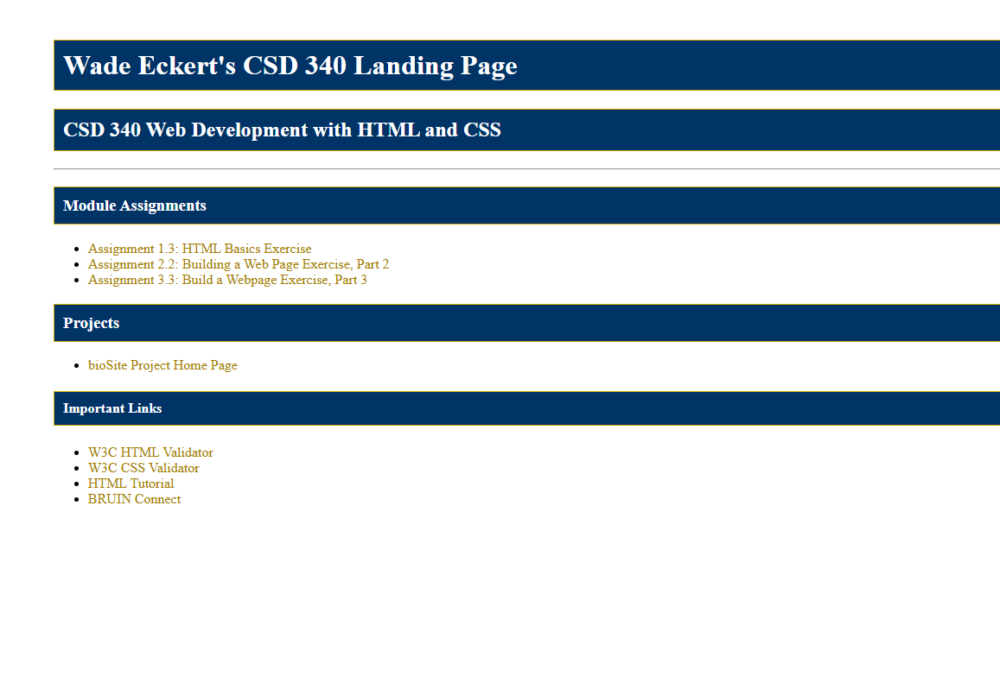 Wade Eckert's CSD 340 Landing Page
CSD 340 Web Development with HTML and CSS
Module Assignments
Assignment 1.3: HTML Basics Exercise
Assignment 2.2: Building a Web Page Exercise, Part 2
Assignment 3.3: Build a Webpage Exercise, Part 3
Projects
bioSite Project Home Page
Important Links
W3C HTML Validator
W3C CSS Validator
HTML Tutorial
BRUIN Connect